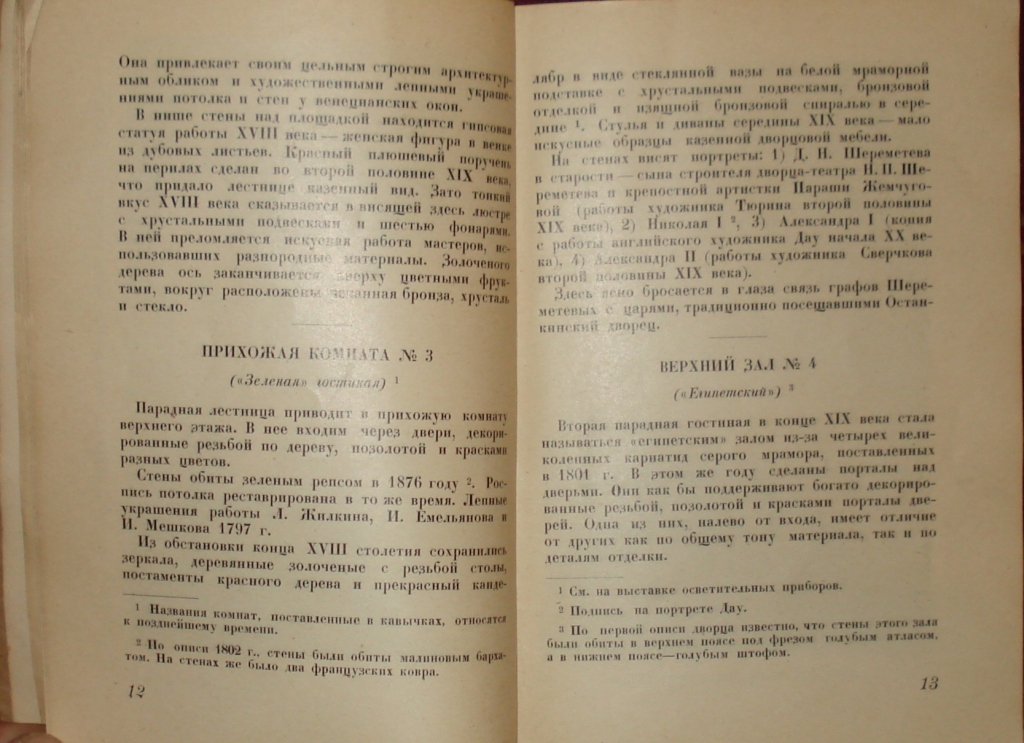 Она привлекает своим цельным строгим архитектур-
ным обликом и художественными лепными украше-
ниями потолка и стен у венецианских окон.
В нише стены над площадкой находится гипсовая
статуя работы XVIII века — женская фигура в венке
из дубовых листьев. Красный плюшевый поручень
на перилах сделан во второй половине XIX века,
что придало лестнице казенный вид. Зато тонкий
вкус XVIII века сказывается в висящей здесь люстре
с хрустальными подвесками и шестью фонарями.
В ней преломляется искусная работа мастеров, ис-
пользовавших разнородные материалы. Золоченого
дерева ось заканчивается вверху цветными фрук-
тами, вокруг расположены чеканная бронза, хрусталь
и стекло.
ПРИХОЖАЯ КОМНАТА № 3
(«Зеленая» гостиная) ¹
Парадная лестница приводит в прихожую комнату
верхнего этажа. В нее входим через двери, декори-
рованные резьбой по дереву, позолотой и красками
разных цветов.
Стены обиты зеленым репсом в 1876 году ². Рос-
пись потолка реставрирована в то же время. Лепные
украшения работы Л. Жилкина, И. Емельянова и
И. Мешкова 1797 г.
Из обстановки конца XVIII столетия сохранились
зеркала, деревянные золоченые с резьбой столы,
постаменты красного дерева и прекрасный канде-
¹ Названия комнат, поставленные в кавычках, относятся
к позднейшему времени.
² По описи 1802 г., стены были обиты малиновым барха-
том. На стенах же было два французских ковра.
12
лябр в виде стеклянной вазы на белой мраморной
подставке с хрустальными подвесками, бронзовой
отделкой и изящной бронзовой спиралью в сере-
дине ¹. Стулья и диваны середины XIX века — мало
искусные образцы казенной дворцовой мебели.
На стенах висят портреты: 1) Д. Н. Шереметева
в старости — сына строителя дворца-театра Н. П. Ше-
реметева и крепостной артистки Параши Жемчуго-
вой (работы художника Тюрина второй половины
XIX века), 2) Николая I ², 3) Александра I (копия
с работы английского художника Дау начала XX ве-
ка), 4) Александра II (работы художника Сверчкова
второй половины XIX века).
Здесь ясно бросается в глаза связь графов Шере-
метевых с царями, традиционно посещавшими Остан-
кинский дворец.
ВЕРХНИЙ ЗАЛ № 4
(«Египетский») ³
Вторая парадная гостиная в конце XIX века стала
называться «египетским» залом из-за четырех вели-
коленных кариатид серого мрамора, поставленных
в 1801 г. В этом же году сделаны порталы над
дверьми. Они как бы поддерживают богато декориро-
ванные резьбой, позолотой и красками порталы две-
рей. Одна из них, налево от входа, имеет отличие
от других как по общему тону материала, так и по
деталям отделки.
¹ См. на выставке осветительных приборов.
² Подпись на портрете Дау.
³ По первой описи дворца известно, что стены этого зала
были обиты в верхнем поясе под фрезом голубым атласом,
а в нижнем поясе—голубым штофом.
13